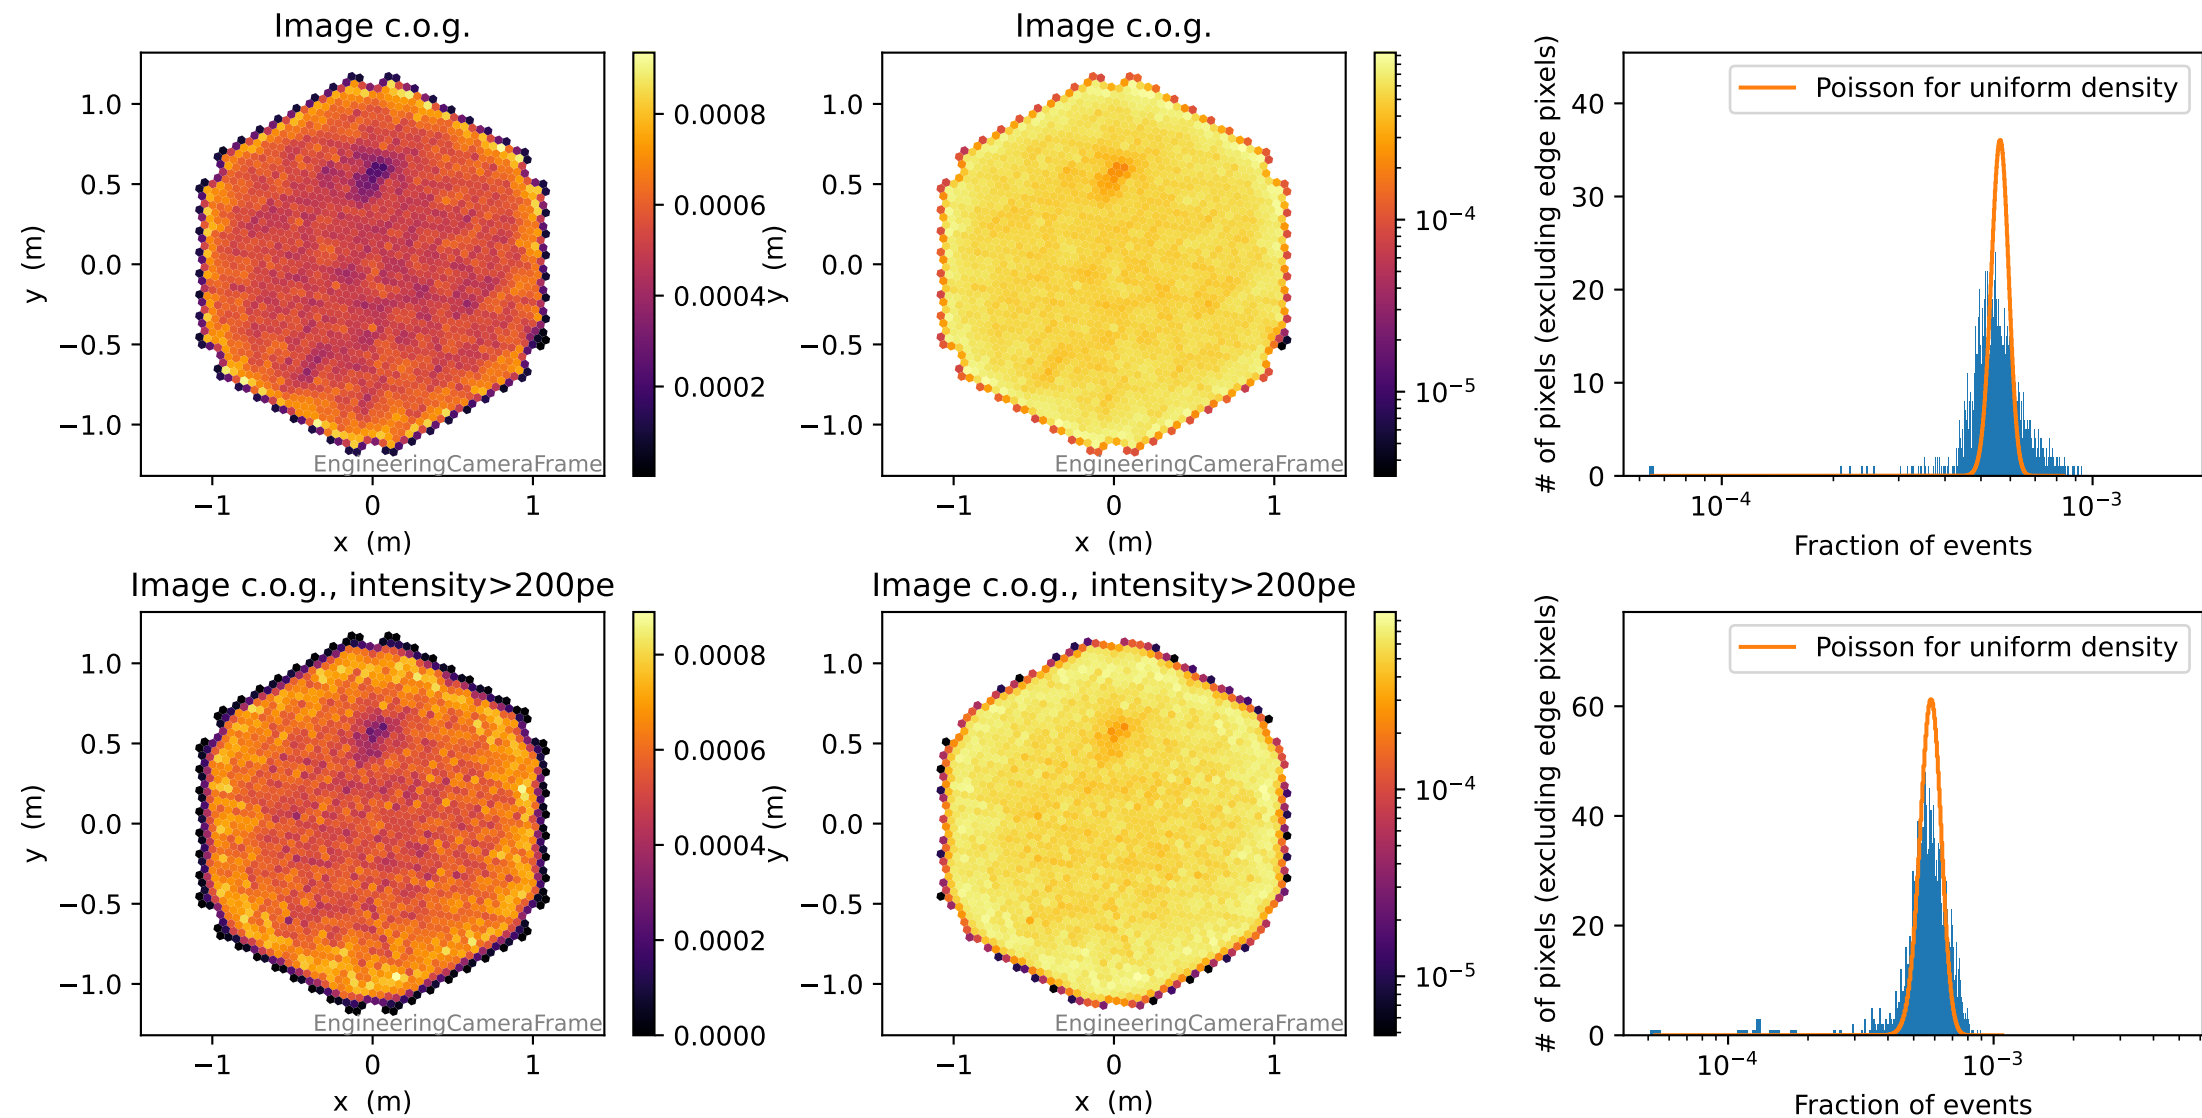 Image c.o.g.
1.0
0.5
0.0
−0.5
−1.0
y (m)
−1
0
1
x (m)
EngineeringCameraFrame
0.0008
0.0006
0.0004
0.0002
Image c.o.g.
1.0
0.5
0.0
−0.5
−1.0
y (m)
−1
0
1
x (m)
EngineeringCameraFrame
10⁻⁴
10⁻⁵
# of pixels (excluding edge pixels)
40
30
20
10
0
Poisson for uniform density
10⁻⁴
10⁻³
Fraction of events
Image c.o.g., intensity>200pe
1.0
0.5
0.0
−0.5
−1.0
y (m)
−1
0
1
x (m)
EngineeringCameraFrame
0.0008
0.0006
0.0004
0.0002
0.0000
Image c.o.g., intensity>200pe
1.0
0.5
0.0
−0.5
−1.0
y (m)
−1
0
1
x (m)
EngineeringCameraFrame
10⁻⁴
10⁻⁵
# of pixels (excluding edge pixels)
60
40
20
0
Poisson for uniform density
10⁻⁴
10⁻³
Fraction of events